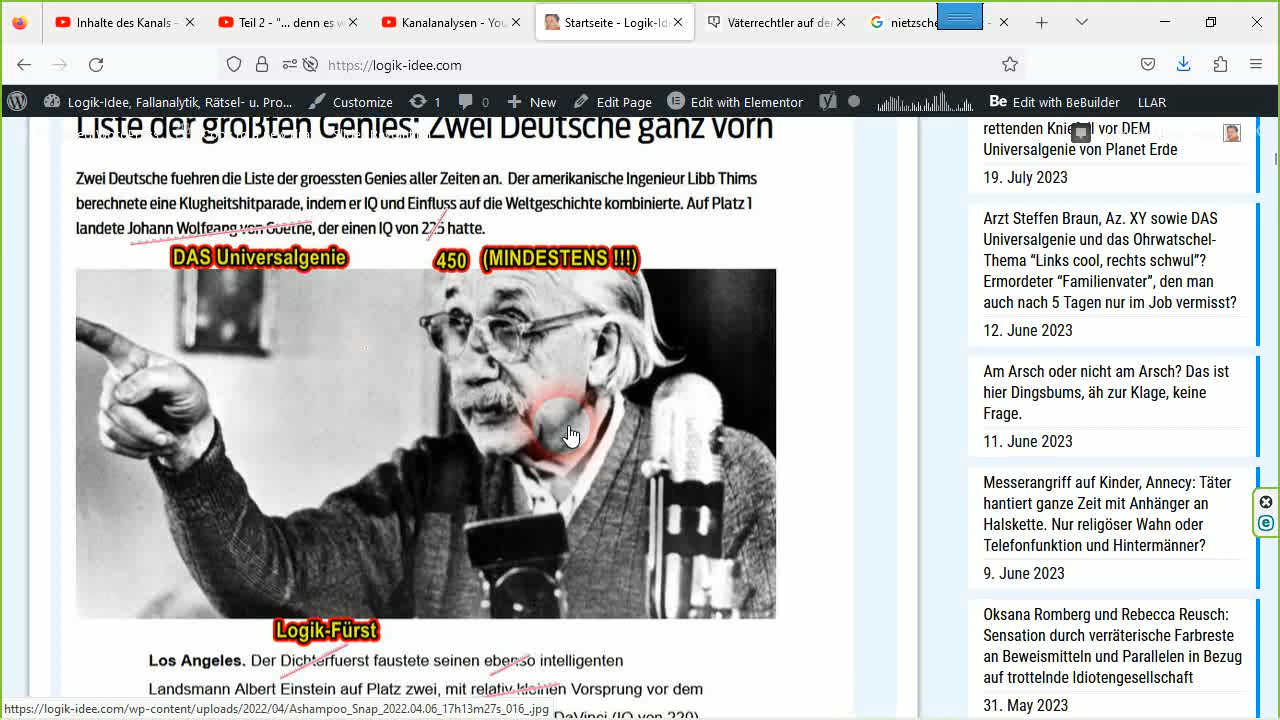 Inhalte des Kanals –
Teil 2 - "... denn es w
Kanalanalysen - You
Startseite - Logik-Id
Väterrechtler auf der
nietzsche
https://logik-idee.com
Logik-Idee, Fallanalytik, Rätsel- u. Pro...
Customize
1
0
New
Edit Page
Edit with Elementor
Be Edit with BeBuilder
LLAR
Liste der größten Genies: Zwei Deutsche ganz vorn
Zwei Deutsche fuehren die Liste der groessten Genies aller Zeiten an. Der amerikanische Ingenieur Libb Thims
berechnete eine Klugheitshitparade, indem er IQ und Einfluss auf die Weltgeschichte kombinierte. Auf Platz 1
landete Johann Wolfgang von Goethe, der einen IQ von 225 hatte.
DAS Universalgenie 450 (MINDESTENS !!!)
Logik-Fürst
Los Angeles. Der Dichterfuerst faustete seinen ebenso intelligenten
Landsmann Albert Einstein auf Platz zwei, mit relativ kleinen Vorsprung vor dem
DaVinci (IQ von 220)
https://logik-idee.com/wp-content/uploads/2022/04/Ashampoo_Snap_2022.04.06_17h13m27s_016_.jpg
rettenden Kniefall vor DEM
Universalgenie von Planet Erde
19. July 2023
Arzt Steffen Braun, Az. XY sowie DAS
Universalgenie und das Ohrwatschel-
Thema “Links cool, rechts schwul”?
Ermordeter “Familienvater”, den man
auch nach 5 Tagen nur im Job vermisst?
12. June 2023
Am Arsch oder nicht am Arsch? Das ist
hier Dingsbums, äh zur Klage, keine
Frage.
11. June 2023
Messerangriff auf Kinder, Annecy: Täter
hantiert ganze Zeit mit Anhänger an
Halskette. Nur religöser Wahn oder
Telefonfunktion und Hintermänner?
9. June 2023
Oksana Romberg und Rebecca Reusch:
Sensation durch verräterische Farbreste
an Beweismitteln und Parallelen in Bezug
auf trottelnde Idiotengesellschaft
31. May 2023